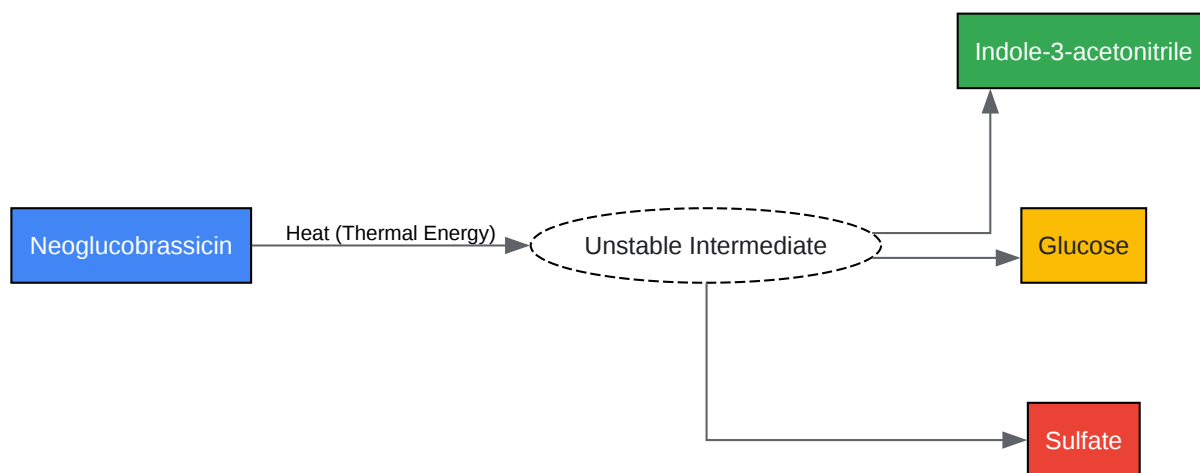 Indole-3-acetonitrile
Neoglucobrassicin
Heat (Thermal Energy)
Unstable Intermediate
Glucose
Sulfate